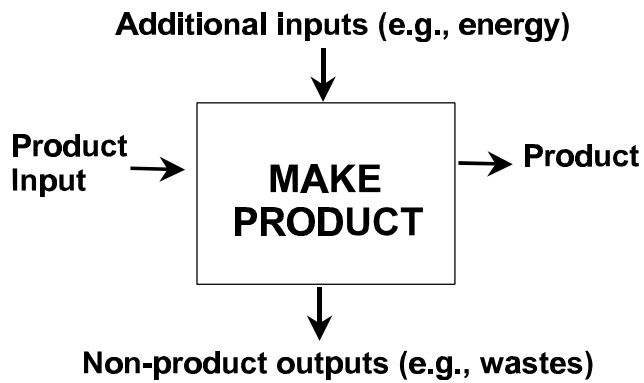 Additional inputs (e.g., energy)
Product
Input
MAKE
PRODUCT
Product
Non-product outputs (e.g., wastes)